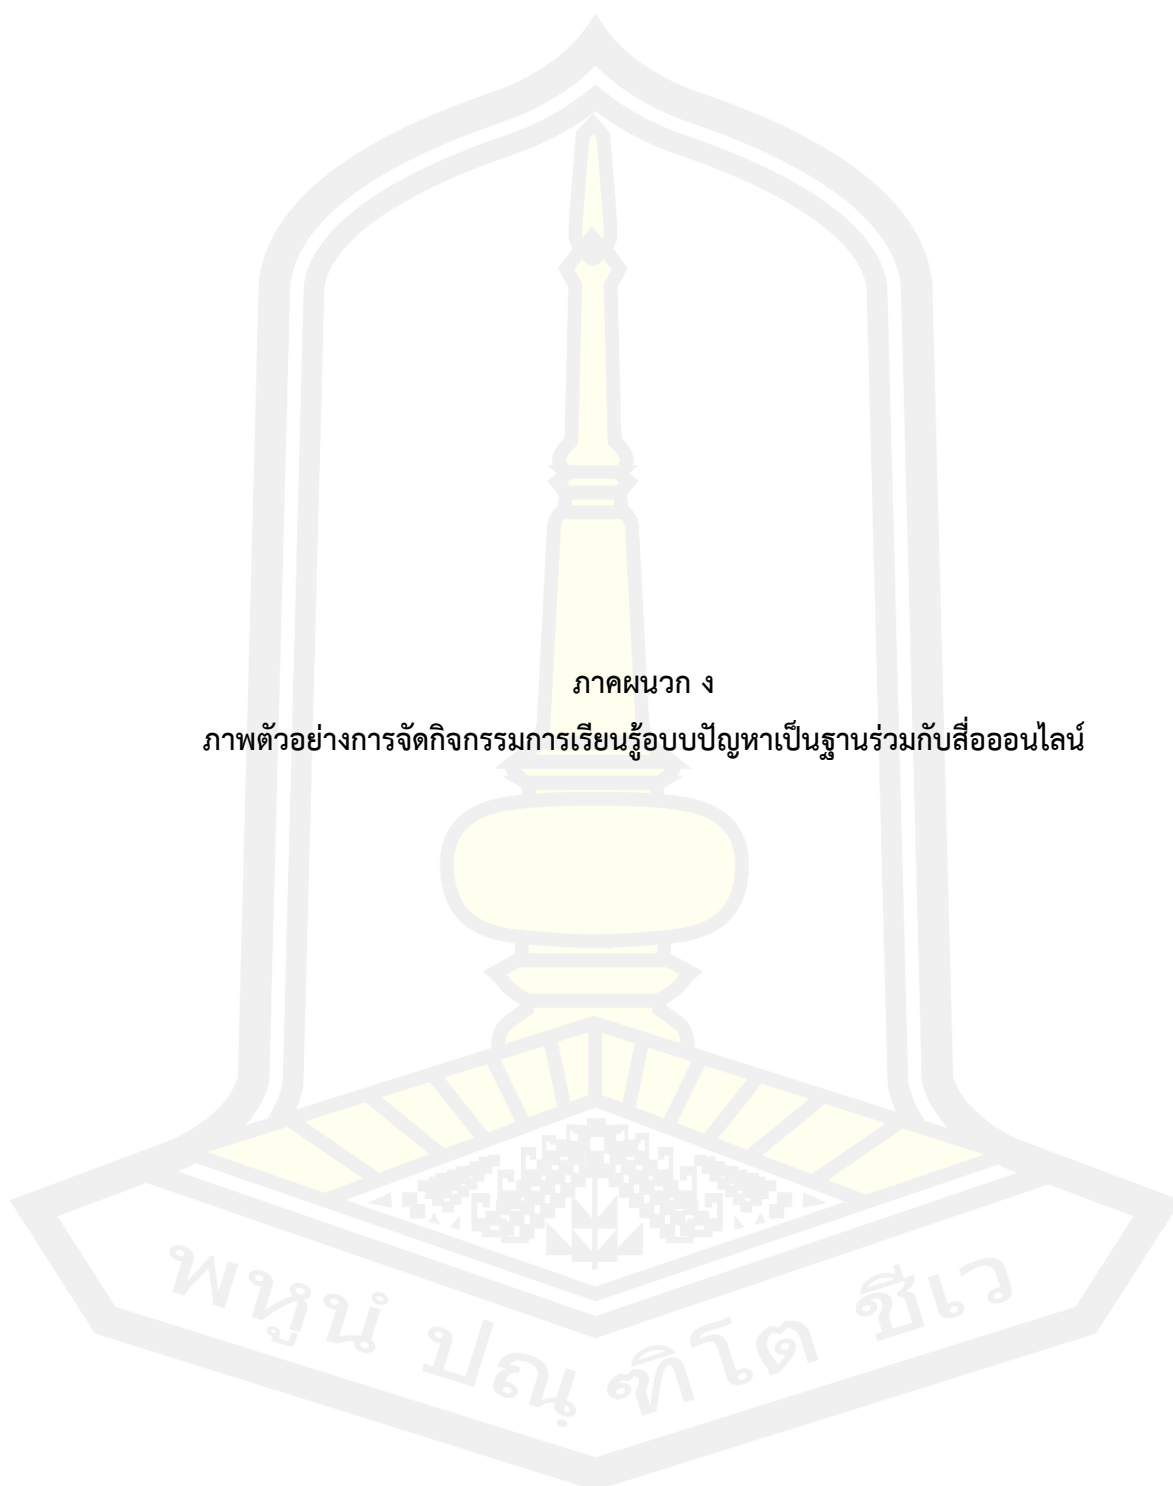 ภาคผนวก ง
ภาพตัวอย่างการจัดกิจกรรมการเรียนรู้อบบปัญหาเป็นฐานร่วมกับสื่อออนไลน์
พหูนํ ปณฺฑิโต ชีเว